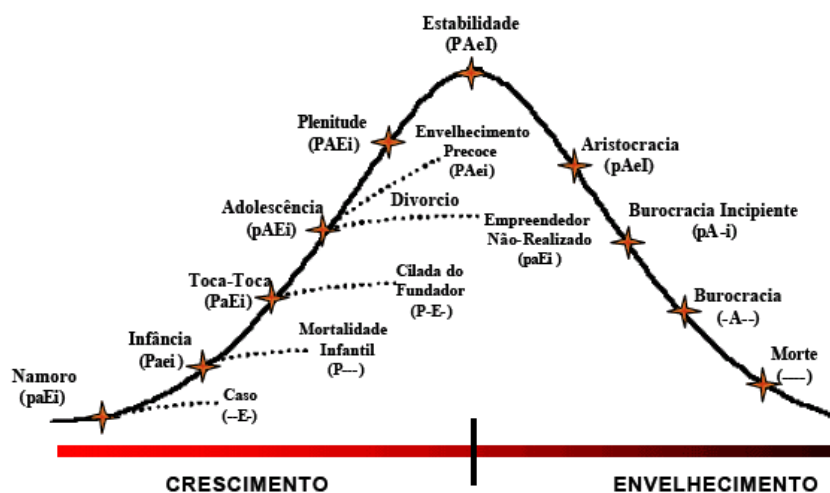 Estabilidade
(PAeI)
Plenitude
(PAEi)
Envelhecimento
Precoce
(PAei)
Aristocracia
(pAeI)
Adolescência
(pAEi)
Divorcio
Empreendedor
Não-Realizado
(paEi )
Burocracia Incipiente
(pA-i)
Toca-Toca
(PaEi)
Cilada do
Fundador
(P-E-)
Burocracia
(-A--)
Infância
(Paei)
Mortalidade
Infantil
(P---)
Morte
(----)
Namoro
(paEi)
Caso
(--E-)
CRESCIMENTO
ENVELHECIMENTO